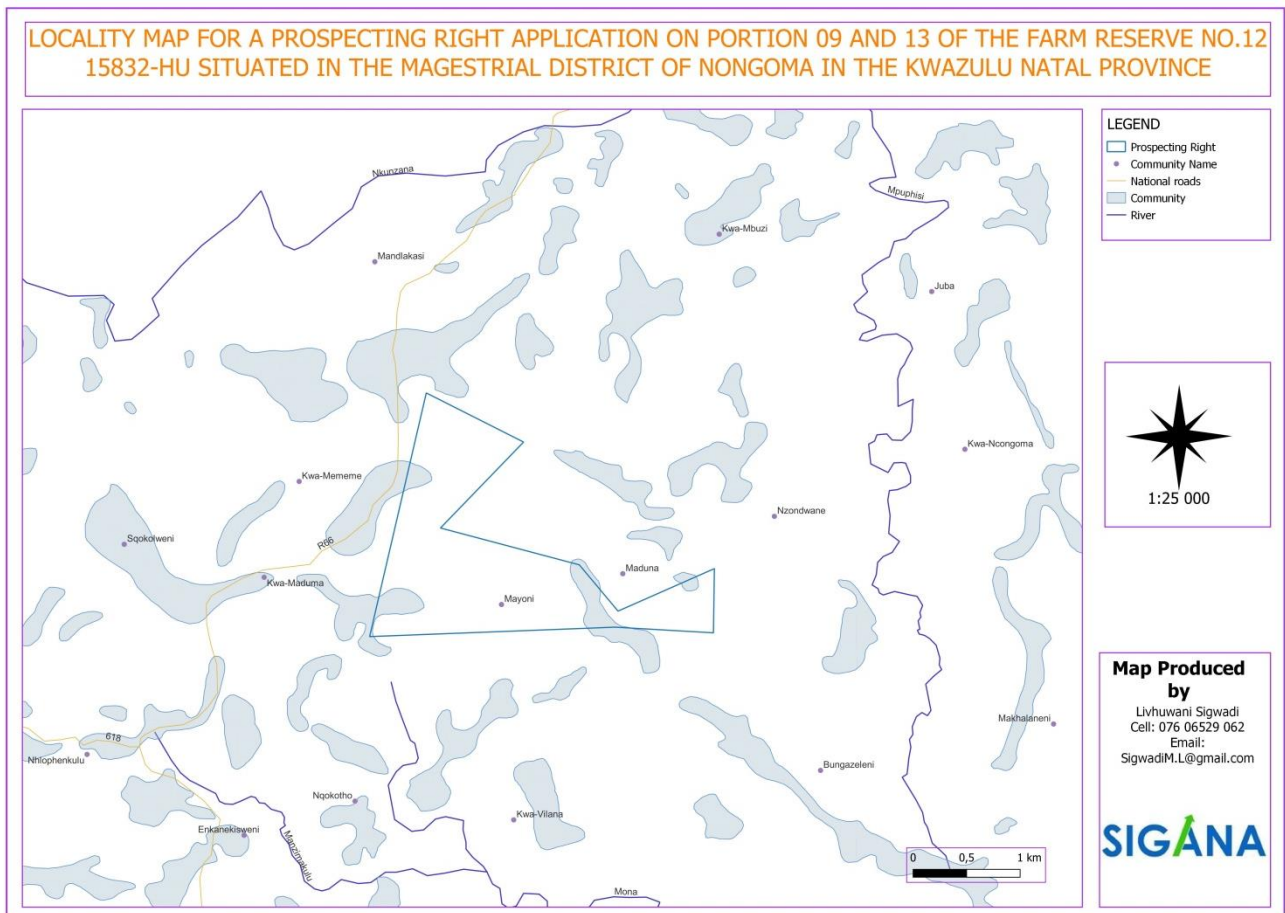 LOCALITY MAP FOR A PROSPECTING RIGHT APPLICATION ON PORTION 09 AND 13 OF THE FARM RESERVE NO.12
15832-HU SITUATED IN THE MAGESTRIAL DISTRICT OF NONGOMA IN THE KWAZULU NATAL PROVINCE
LEGEND
Prospecting Right
Community Name
National roads
Community
River
Nkunzana
Mpuphisi
Kwa-Mbuzi
Mandlakasi
Juba
Kwa-Ncongoma
Kwa-Mememe
1:25 000
Nzondwane
Sqokolweni
R66
Kwa-Maduma
Maduna
Mayoni
Map Produced
by
Livhuwani Sigwadi
Cell: 076 06529 062
Email:
SigwadiM.L@gmail.com
Makhalaneni
618
Nhlophenkulu
Bungazeleni
Nqokotho
Kwa-Vilana
Enkanekisweni
Manzimakulu
Mona
0 0,5 1 km
SIGANA